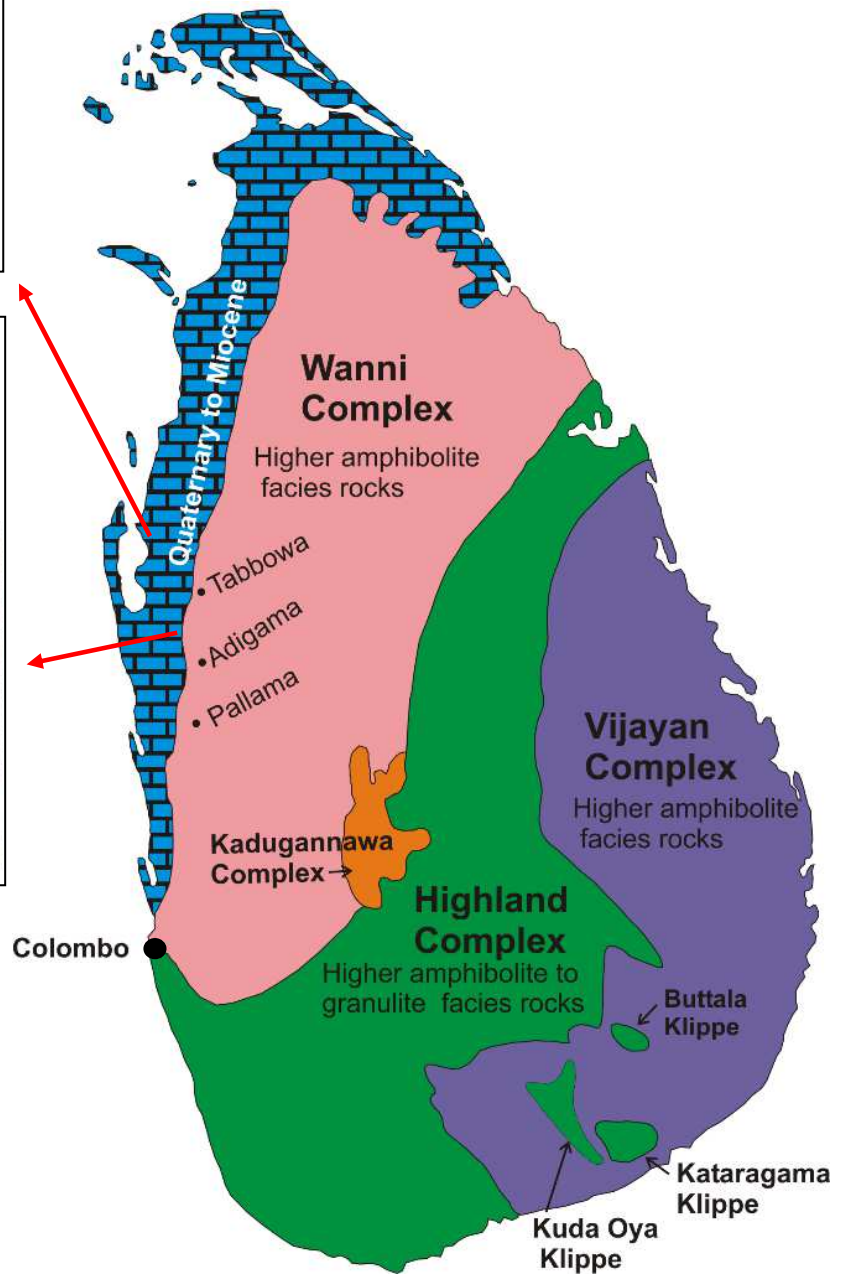 Quaternary to Miocene
Wanni
Complex
Higher amphibolite
facies rocks
Tabbowa
Adigama
Pallama
Vijayan
Complex
Higher amphibolite
facies rocks
Kadugannawa
Complex
Highland
Complex
Higher amphibolite to
granulite facies rocks
Colombo
Buttala
Klippe
Kataragama
Klippe
Kuda Oya
Klippe